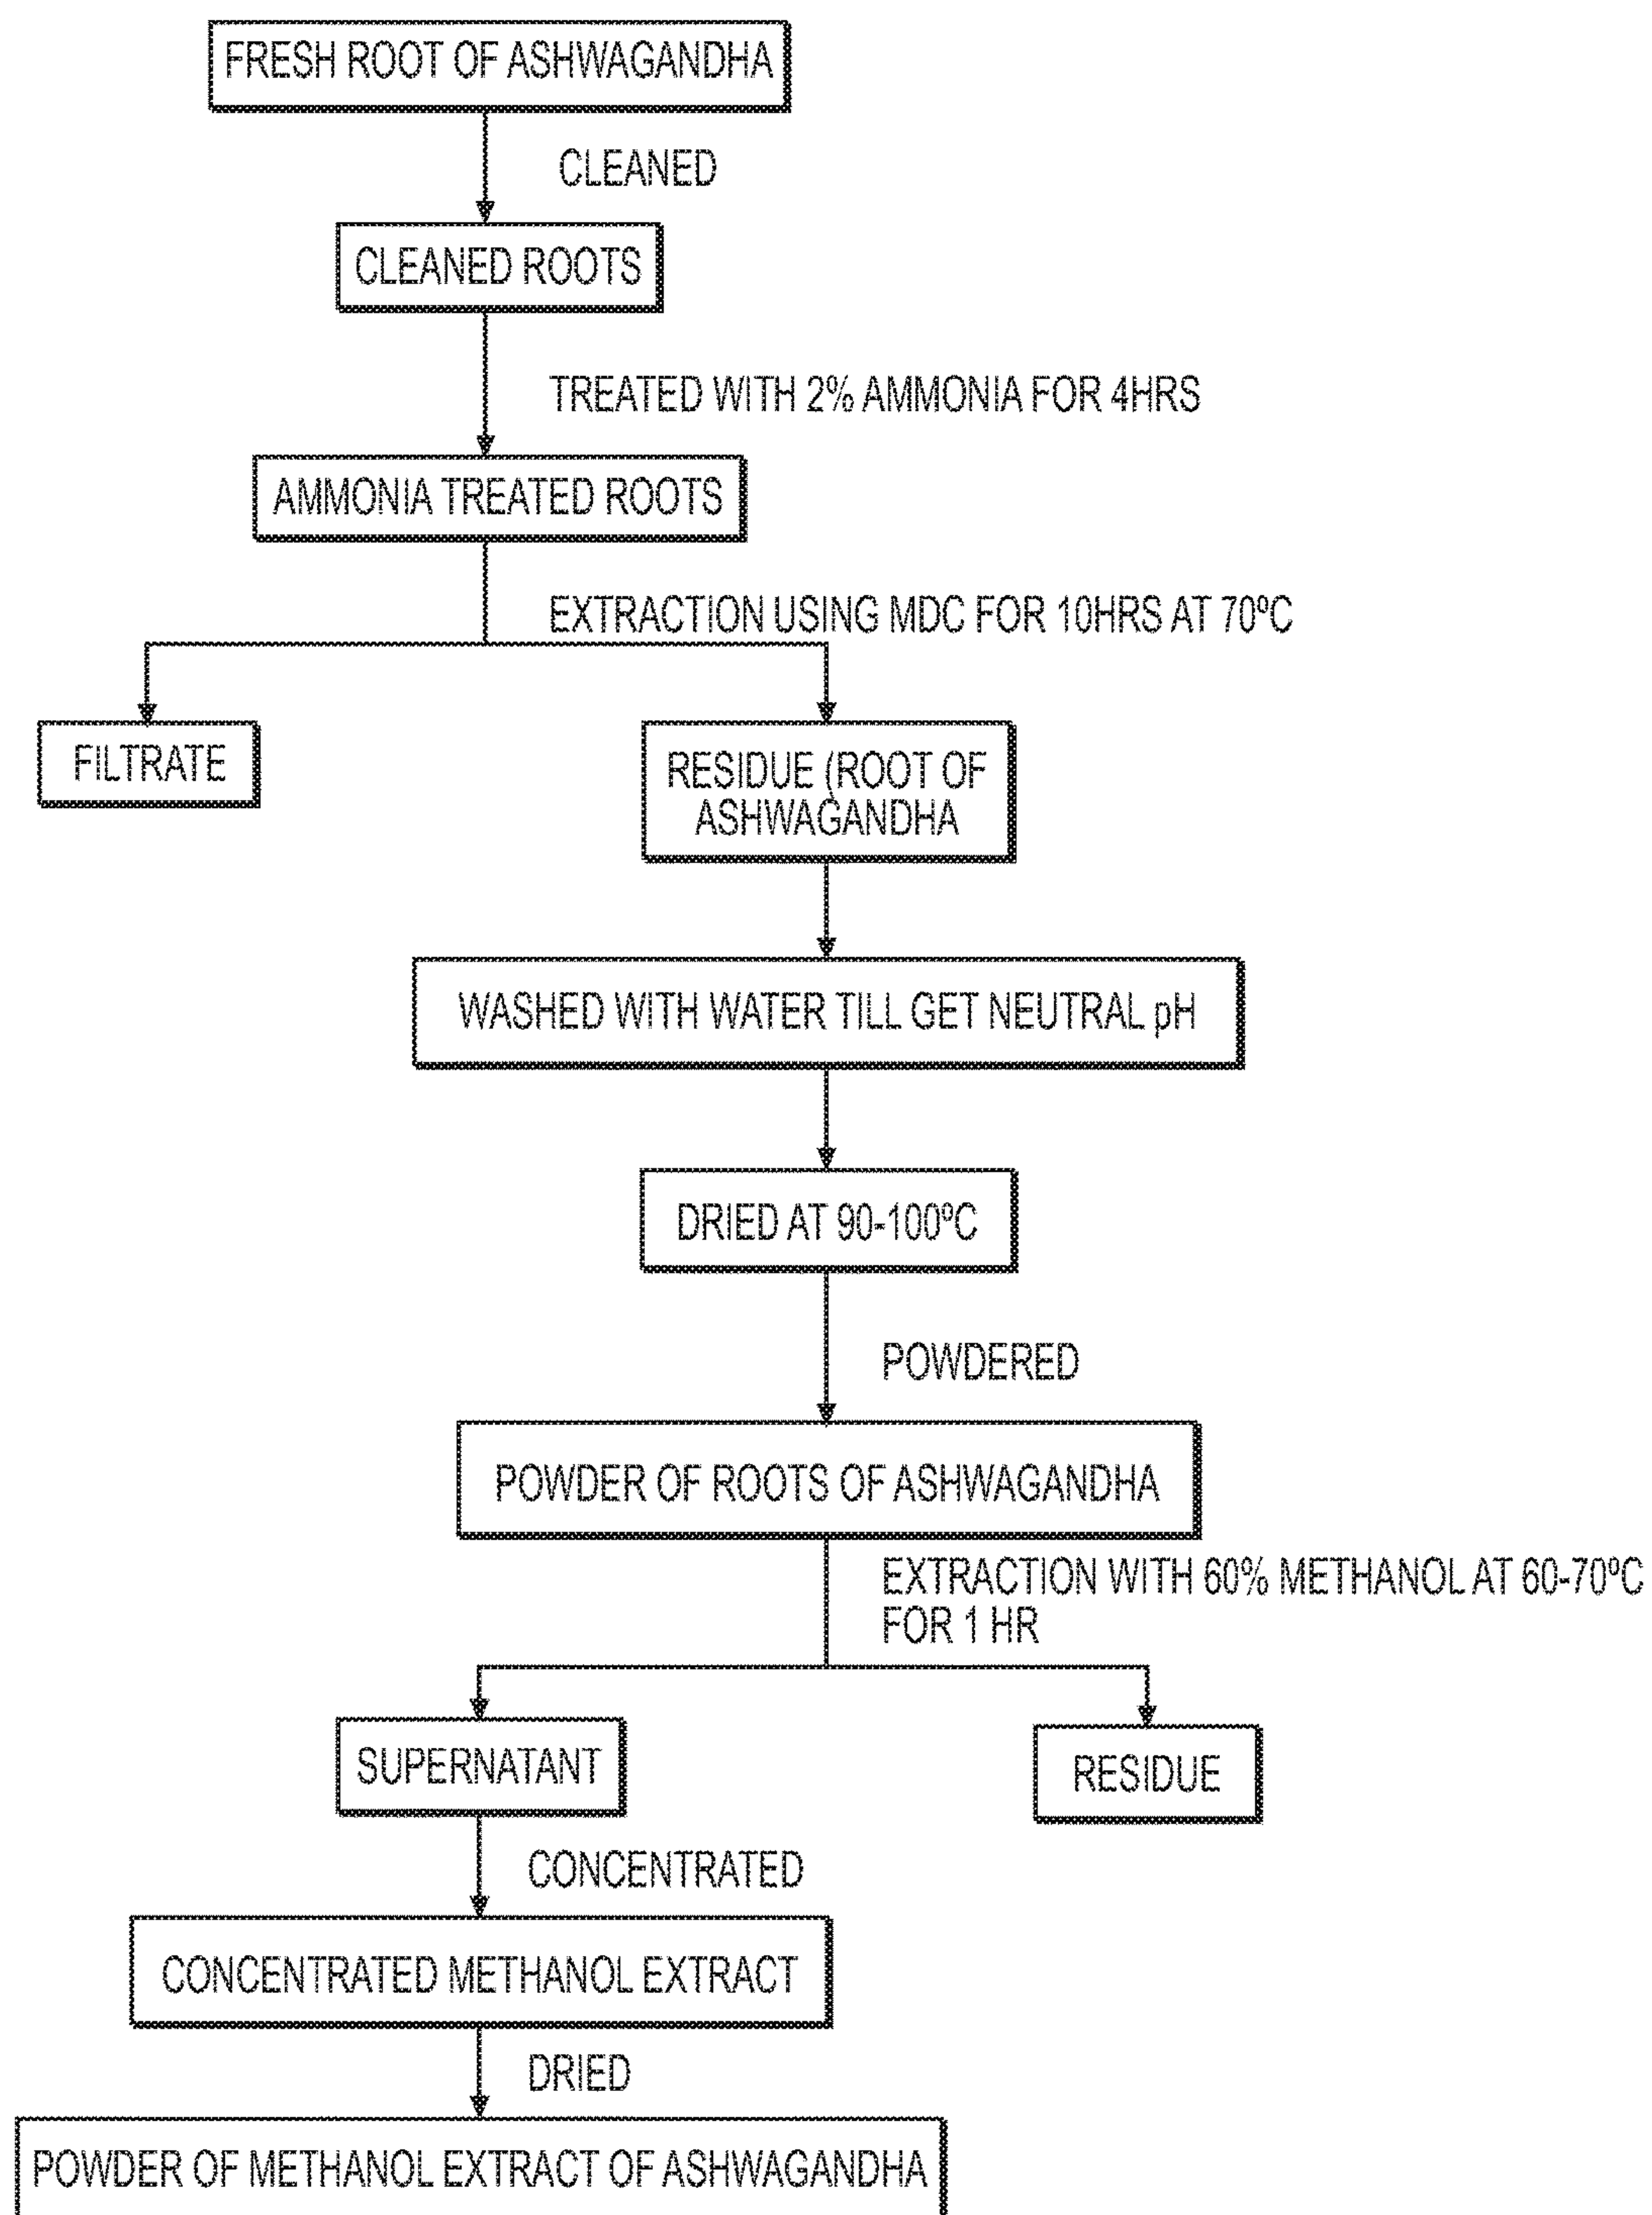 FRESH ROOT OF ASHWAGANDHA
CLEANED
CLEANED ROOTS
TREATED WITH 2% AMMONIA FOR 4HRS
AMMONIA TREATED ROOTS
EXTRACTION USING MDC FOR 10HRS AT 70ºC
FILTRATE
RESIDUE (ROOT OF
ASHWAGANDHA
WASHED WITH WATER TILL GET NEUTRAL pH
DRIED AT 90-100ºC
POWDERED
POWDER OF ROOTS OF ASHWAGANDHA
EXTRACTION WITH 60% METHANOL AT 60-70ºC
FOR 1 HR
SUPERNATANT
RESIDUE
CONCENTRATED
CONCENTRATED METHANOL EXTRACT
DRIED
POWDER OF METHANOL EXTRACT OF ASHWAGANDHA